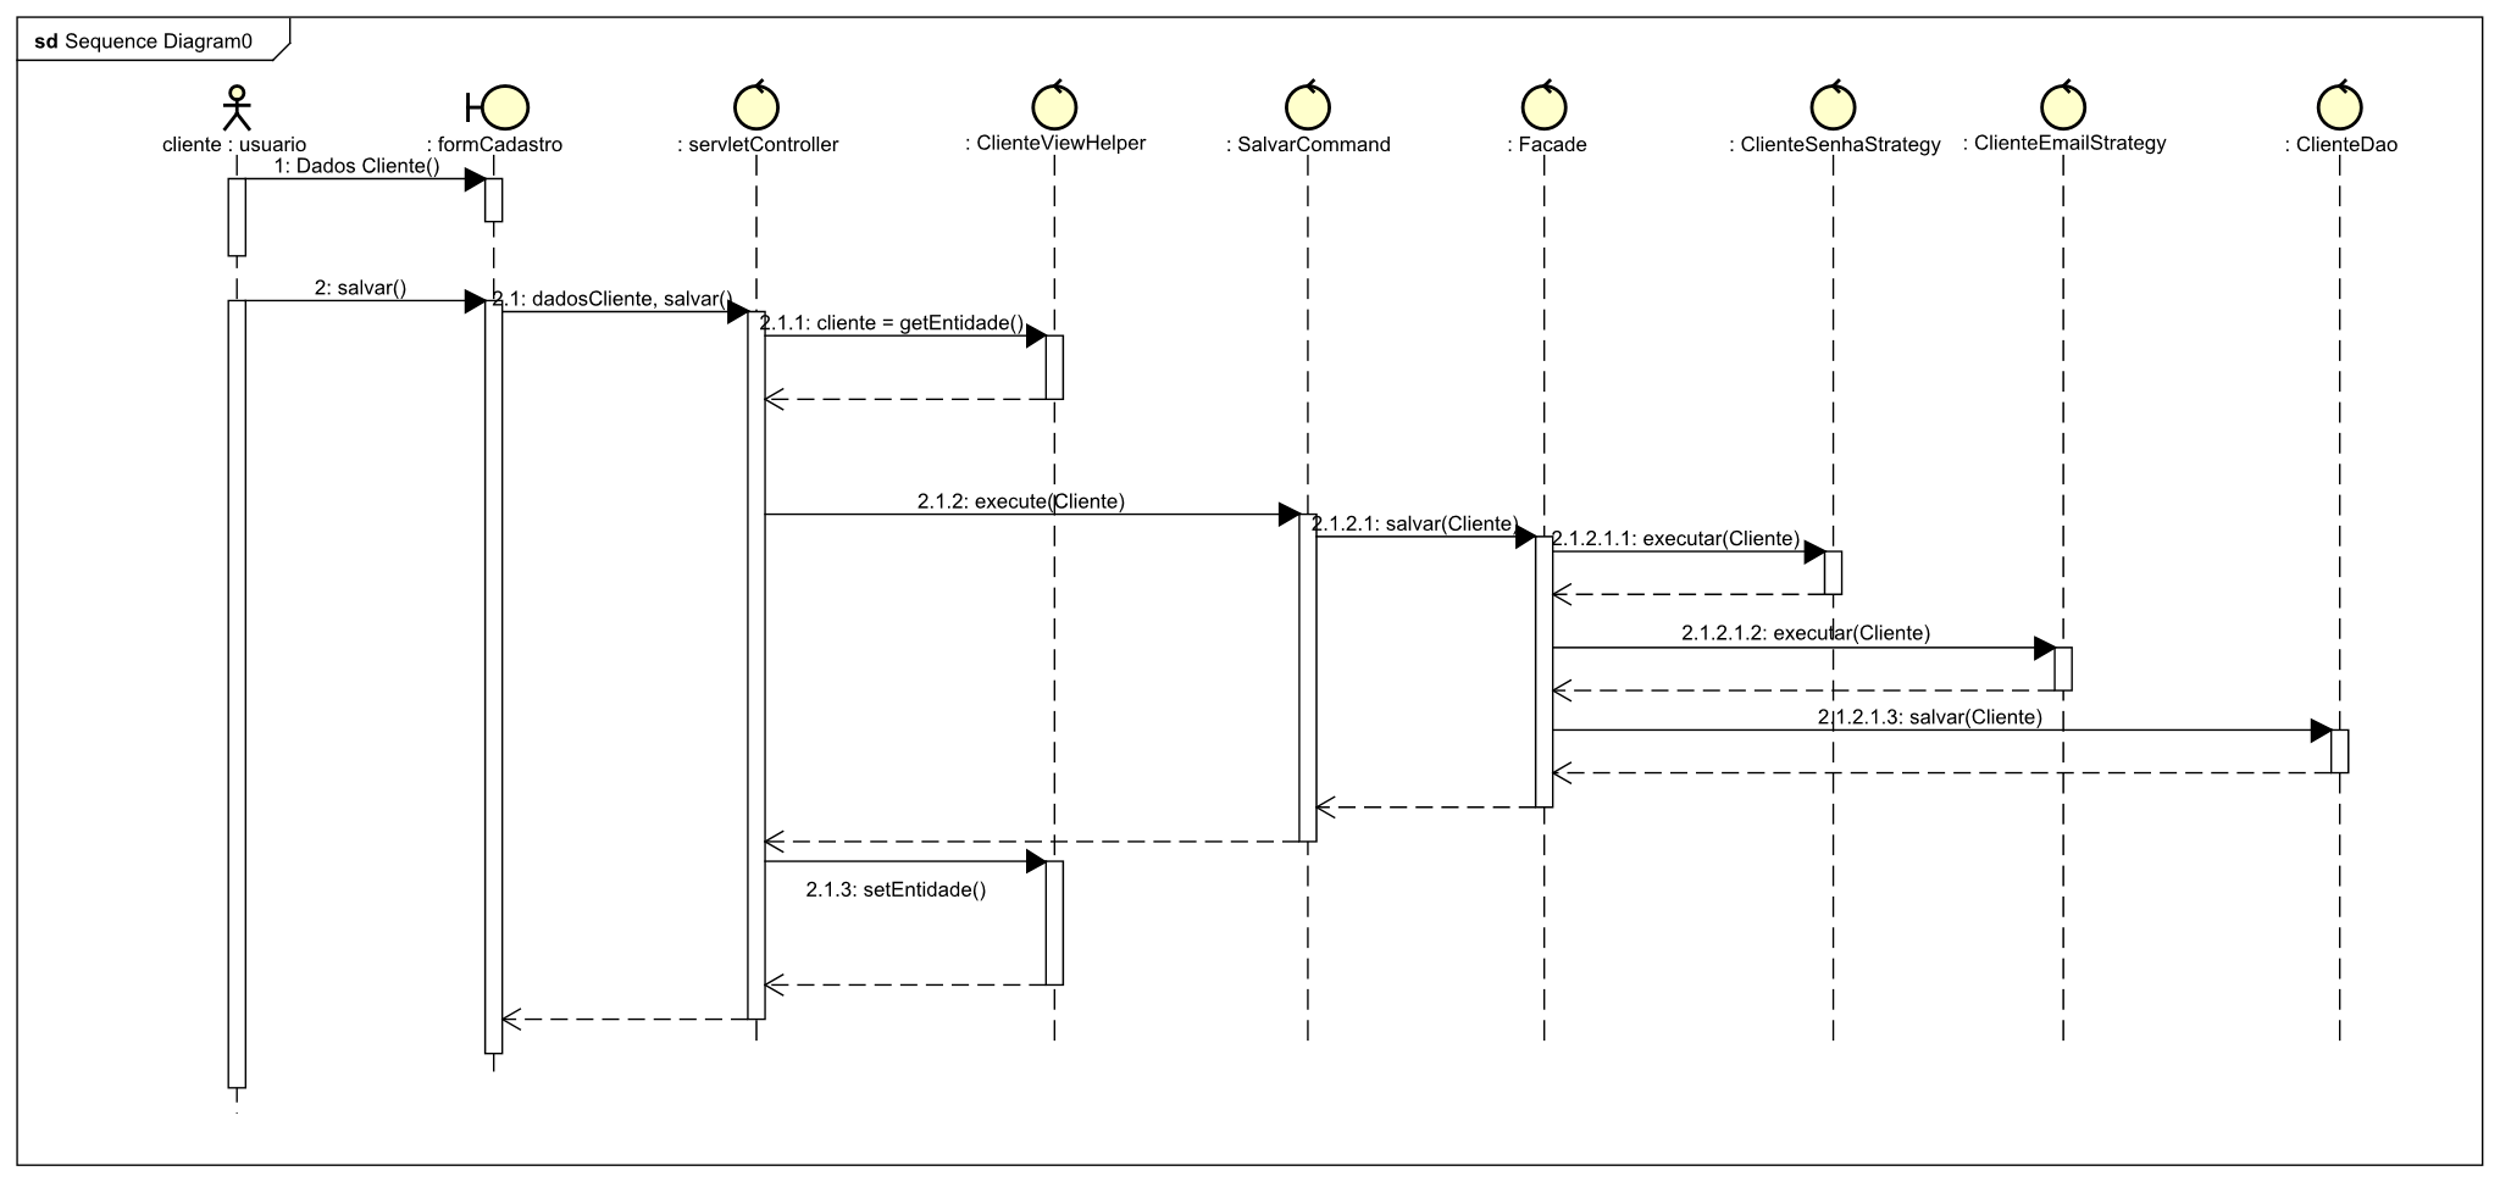 sd Sequence Diagram0
cliente : usuario
: formCadastro
: servletController
: ClienteViewHelper
: SalvarCommand
: Facade
: ClienteSenhaStrategy
: ClienteEmailStrategy
: ClienteDao
1: Dados Cliente()
2: salvar()
2.1: dadosCliente, salvar()
2.1.1: cliente = getEntidade()
2.1.2: execute(Cliente)
2.1.2.1: salvar(Cliente)
2.1.2.1.1: executar(Cliente)
2.1.2.1.2: executar(Cliente)
2.1.2.1.3: salvar(Cliente)
2.1.3: setEntidade()